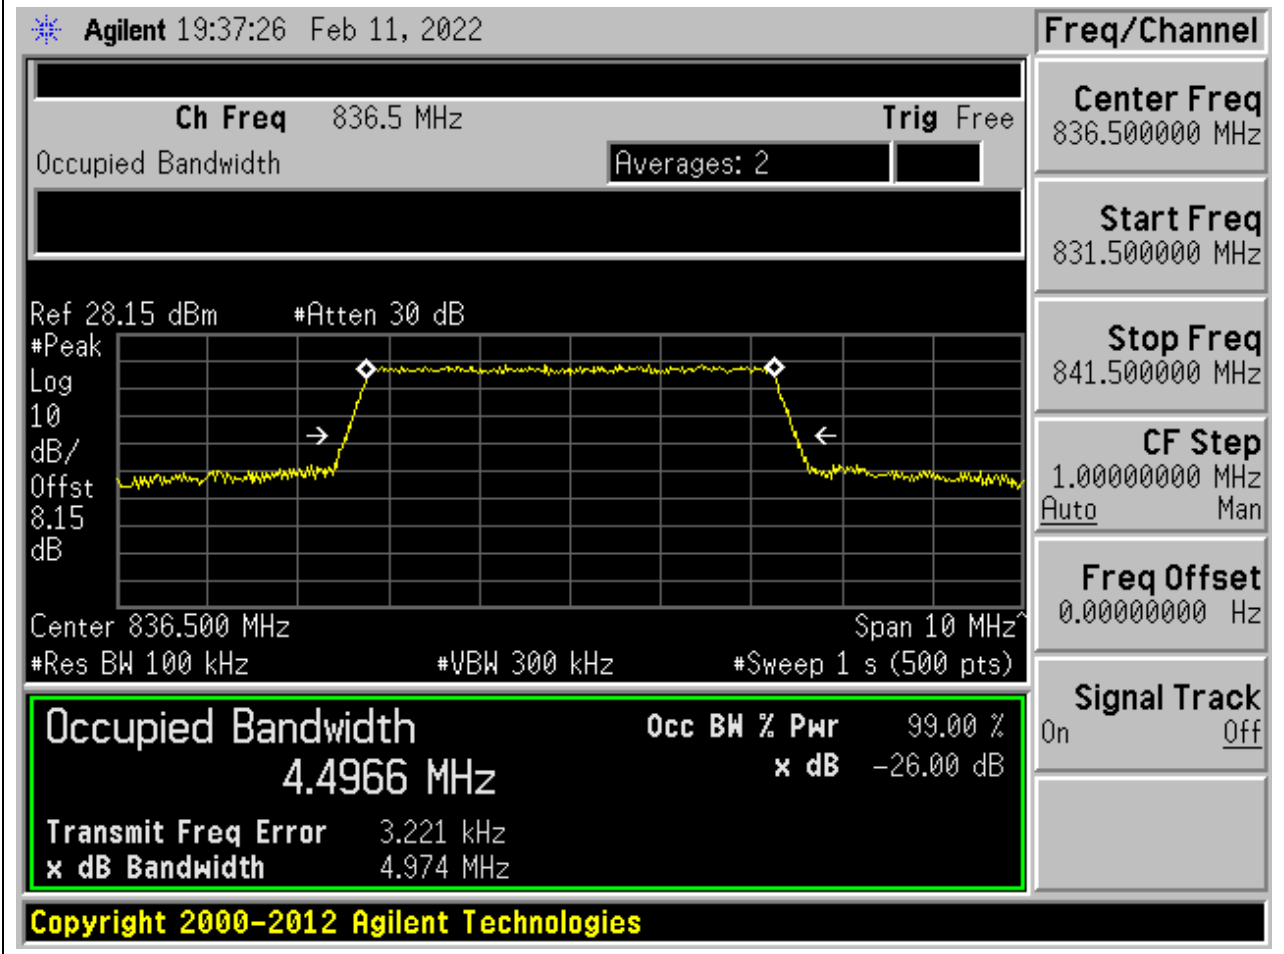 Agilent 19:37:26 Feb 11, 2022
Freq/Channel
Ch Freq 836.5 MHz Trig Free
Occupied Bandwidth Averages: 2
Ref 28.15 dBm #Atten 30 dB
#Peak
Log
10
dB/
Offst
8.15
dB
Center 836.500 MHz Span 10 MHz^
#Res BW 100 kHz #VBW 300 kHz #Sweep 1 s (500 pts)
Occupied Bandwidth Occ BW % Pwr 99.00 %
4.4966 MHz x dB -26.00 dB
Transmit Freq Error 3.221 kHz
x dB Bandwidth 4.974 MHz
Center Freq
836.500000 MHz
Start Freq
831.500000 MHz
Stop Freq
841.500000 MHz
CF Step
1.00000000 MHz
Auto Man
Freq Offset
0.00000000 Hz
Signal Track
On Off
Copyright 2000-2012 Agilent Technologies